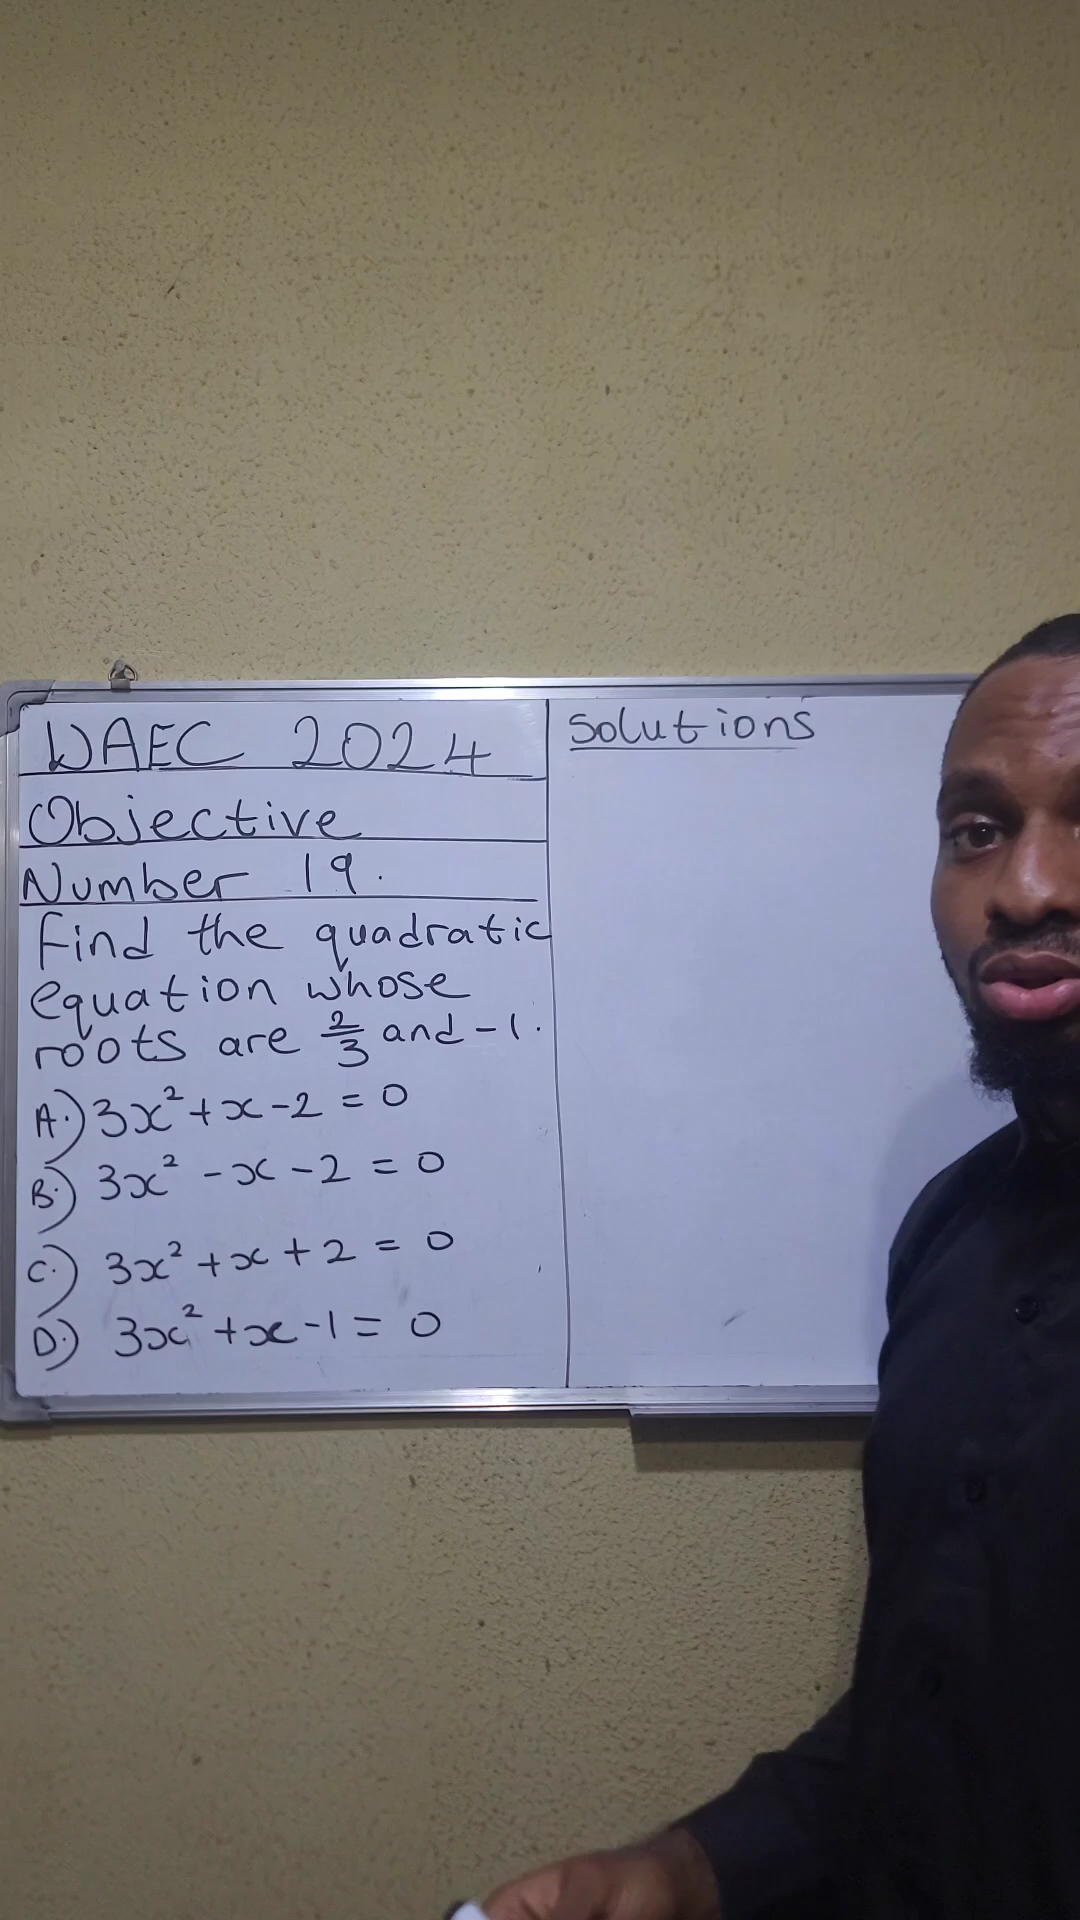 WAEC 2024
Objective
Number 19.
Find the quadratic
equation whose
roots are 2/3 and -1.
A.) 3x² + x - 2 = 0
B.) 3x² - x - 2 = 0
C.) 3x² + x + 2 = 0
D.) 3x² + x - 1 = 0
Solutions